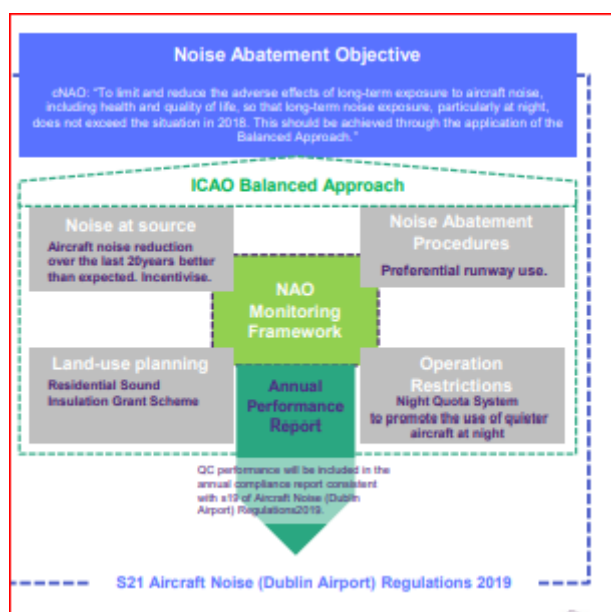 Noise Abatement Objective
cNAO: "To limit and reduce the adverse effects of long-term exposure to aircraft noise,
including health and quality of life, so that long-term noise exposure, particularly at night,
does not exceed the situation in 2018. This should be achieved through the application of the
Balanced Approach."
ICAO Balanced Approach
Noise at source
Aircraft noise reduction
over the last 20years better
than expected. Incentivise.
Noise Abatement
Procedures
Preferential runway use.
NAO
Monitoring
Framework
Land-use planning
Residential Sound
Insulation Grant Scheme
Annual
Performance
Report
Operation
Restrictions
Night Quota System
to promote the use of quieter
aircraft at night
QC performance will be included in the
annual compliance report consistent
with s19 of Aircraft Noise (Dublin
Airport) Regulations2019.
S21 Aircraft Noise (Dublin Airport) Regulations 2019